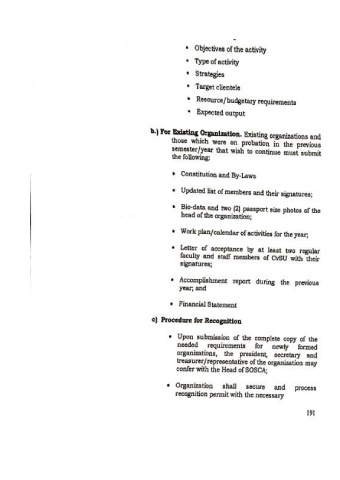 • Objectives of the activity
• Type of activity
• Strategies
• Target clientele
• Resource/budgetary requirements
• Expected output
b.) For Existing Organization. Existing organizations and
those which were on probation in the previous
semester/year that wish to continue must submit
the following:
• Constitution and By-Laws
• Updated list of members and their signatures;
• Bio-data and two (2) passport size photos of the
head of the organization;
• Work plan/calendar of activities for the year;
• Letter of acceptance by at least two regular
faculty and staff members of CvSU with their
signatures;
• Accomplishment report during the previous
year; and
• Financial Statement
c) Procedure for Recognition
• Upon submission of the complete copy of the
needed requirements for newly formed
organizations, the president, secretary and
treasurer/representative of the organization may
confer with the Head of SOSCA;
• Organization shall secure and process
recognition permit with the necessary
191